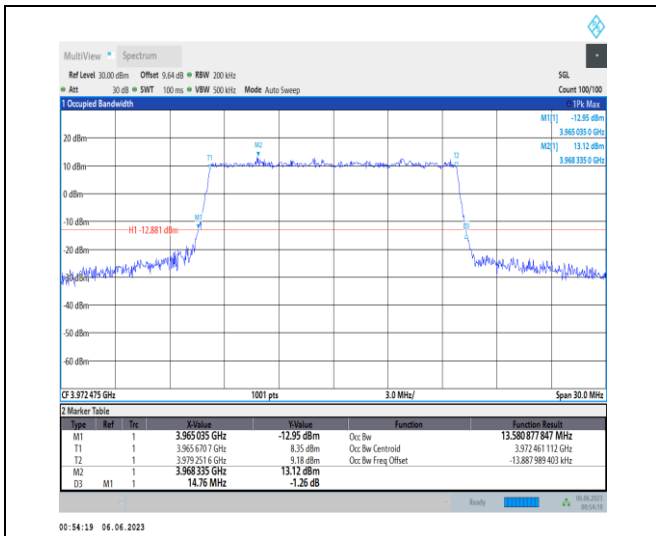 MultiView Spectrum
Ref Level 30.00 dBm Offset 9.64 dB RBW 200 kHz SGL
Att 30 dB SWT 100 ms VBW 500 kHz Mode Auto Sweep Count 100/100
1 Occupied Bandwidth 1Pk Max
M1[1] -12.95 dBm
3.965 035 0 GHz
M2[1] 13.12 dBm
3.968 335 0 GHz
20 dBm
M2
T1
T2
10 dBm
0 dBm
-10 dBm
M1
H1 -12.881 dBm
D3
-20 dBm
-30 dBm
-40 dBm
-50 dBm
-60 dBm
CF 3.972 475 GHz 1001 pts 3.0 MHz/ Span 30.0 MHz
2 Marker Table
Type Ref Trc X-Value Y-Value Function Function Result
M1 1 3.965 035 GHz -12.95 dBm Occ Bw 13.580 877 847 MHz
T1 1 3.965 670 7 GHz 8.35 dBm Occ Bw Centroid 3.972 461 112 GHz
T2 1 3.979 251 6 GHz 9.18 dBm Occ Bw Freq Offset -13.887 989 403 kHz
M2 1 3.968 335 GHz 13.12 dBm
D3 M1 1 14.76 MHz -1.26 dB
Ready 06.06.2023
00:54:19
00:54:19 06.06.2023